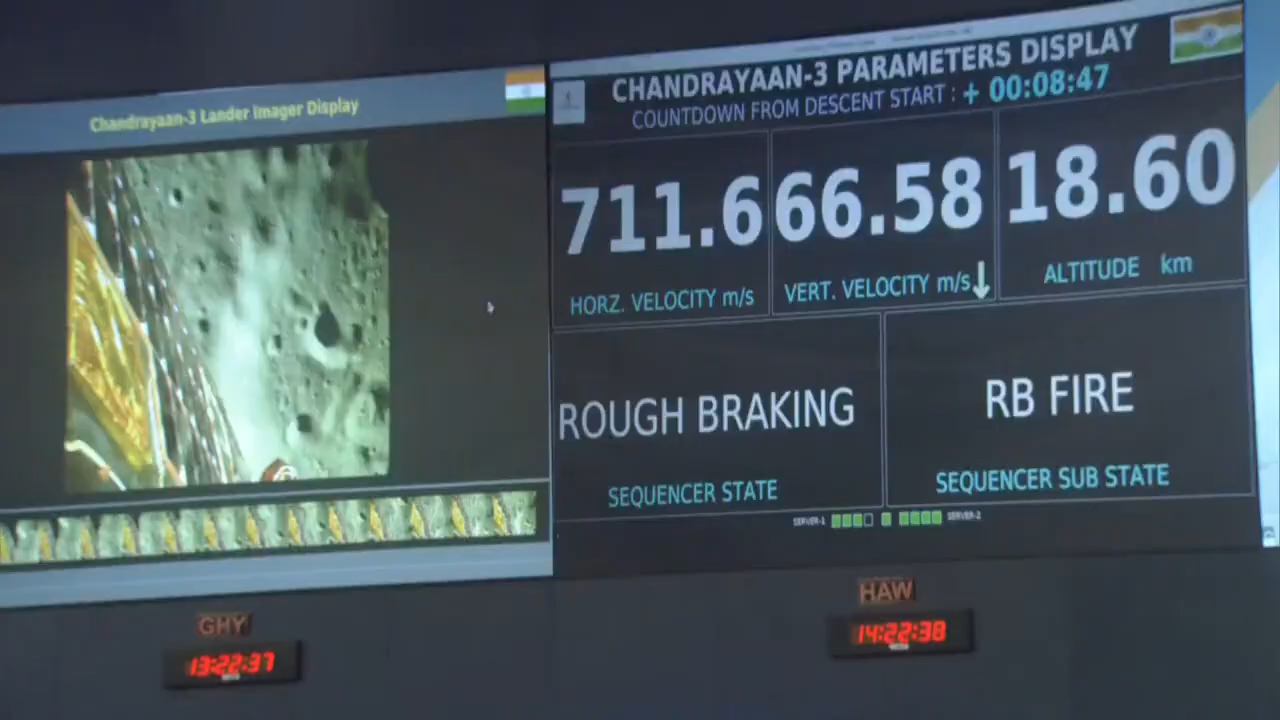 Chandrayaan-3 Lander Imager Display
CHANDRAYAAN-3 PARAMETERS DISPLAY
COUNTDOWN FROM DESCENT START : + 00:08:47
711.6 66.58 18.60
HORZ. VELOCITY m/s VERT. VELOCITY m/s↓ ALTITUDE km
ROUGH BRAKING RB FIRE
SEQUENCER STATE SEQUENCER SUB STATE
SERVER-1 SERVER-2
GHY HAW
13:22:37 14:22:38